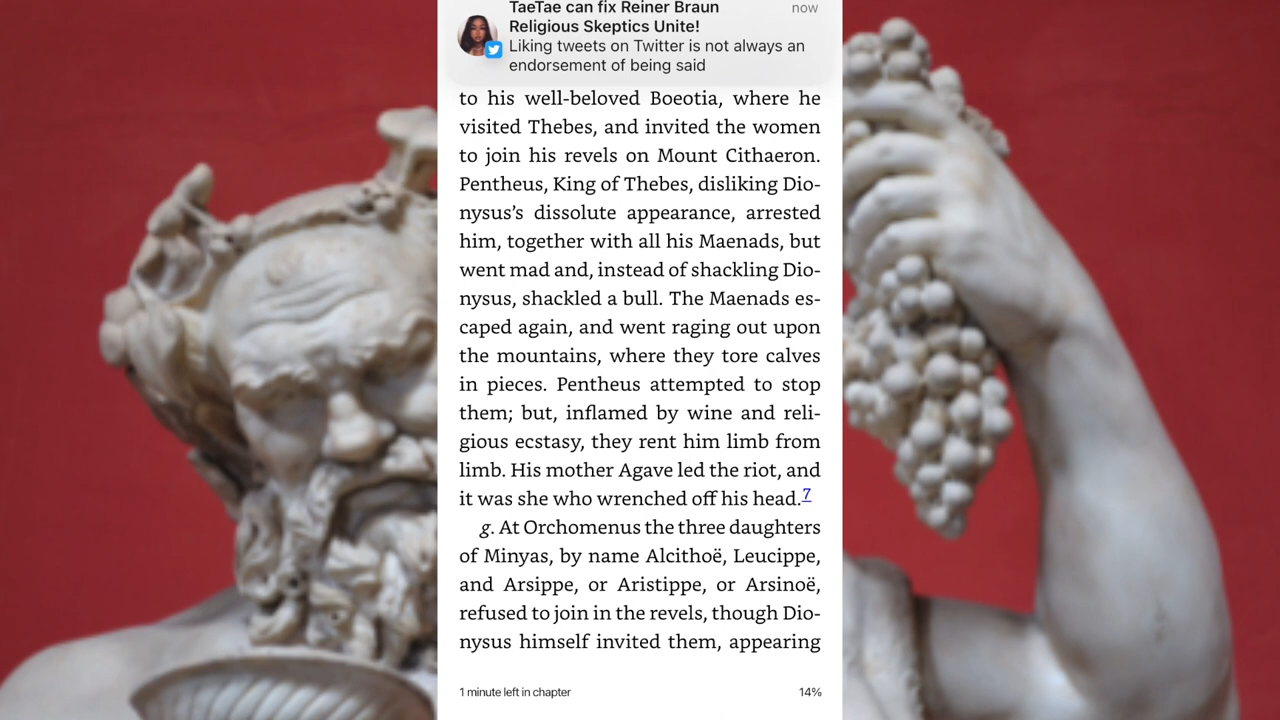 TaeTae can fix Reiner Braun
now
Religious Skeptics Unite!
Liking tweets on Twitter is not always an
endorsement of being said
to his well-beloved Boeotia, where he
visited Thebes, and invited the women
to join his revels on Mount Cithaeron.
Pentheus, King of Thebes, disliking Dio-
nysus’s dissolute appearance, arrested
him, together with all his Maenads, but
went mad and, instead of shackling Dio-
nysus, shackled a bull. The Maenads es-
caped again, and went raging out upon
the mountains, where they tore calves
in pieces. Pentheus attempted to stop
them; but, inflamed by wine and reli-
gious ecstasy, they rent him limb from
limb. His mother Agave led the riot, and
it was she who wrenched off his head.7
g. At Orchomenus the three daughters
of Minyas, by name Alcithoë, Leucippe,
and Arsippe, or Aristippe, or Arsinoë,
refused to join in the revels, though Dio-
nysus himself invited them, appearing
1 minute left in chapter
14%